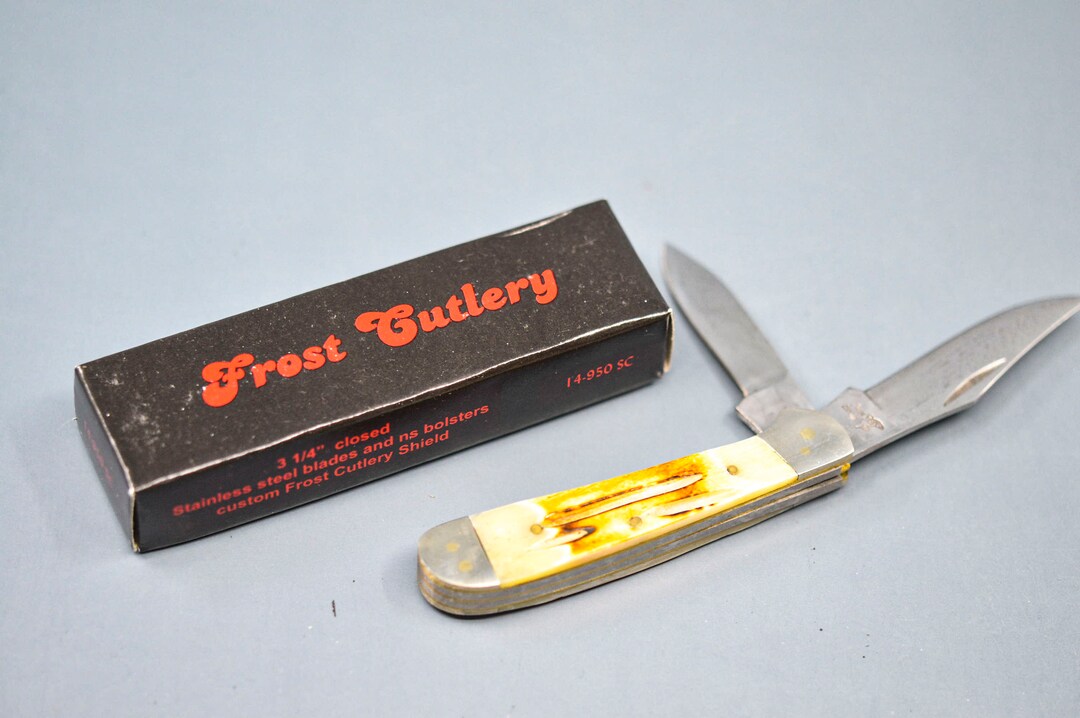 Frost Cutlery
3 1/4" closed
Stainless steel blades and ns bolsters
custom Frost Cutlery Shield
14-950 SC